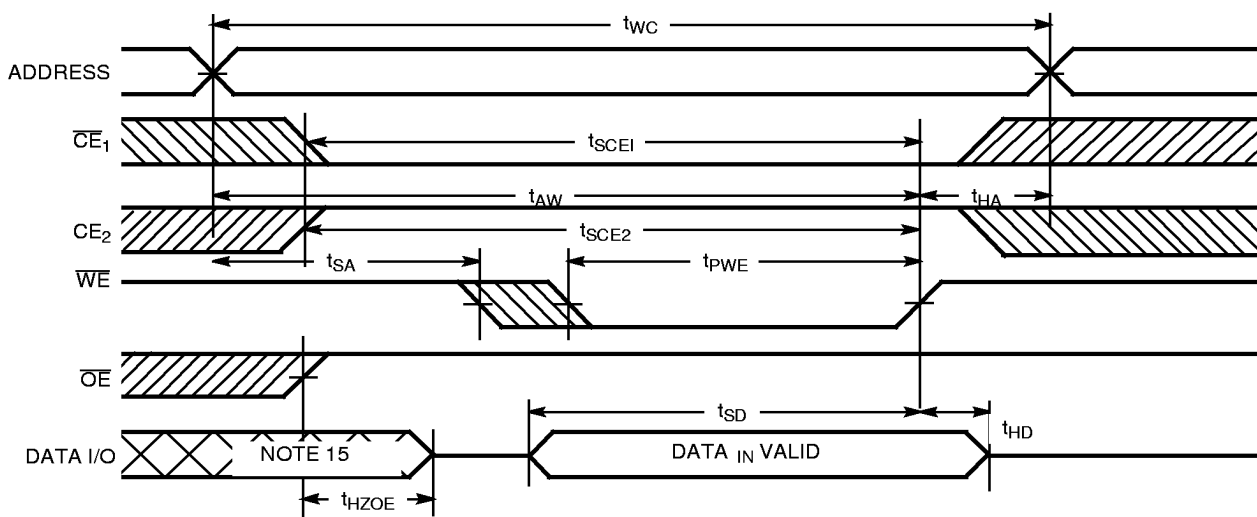 tWC
ADDRESS
CE1
tSCEI
tAW
tHA
CE2
tSCE2
tSA
tPWE
WE
OE
tSD
tHD
DATA I/O
NOTE 15
DATA IN VALID
tHZOE